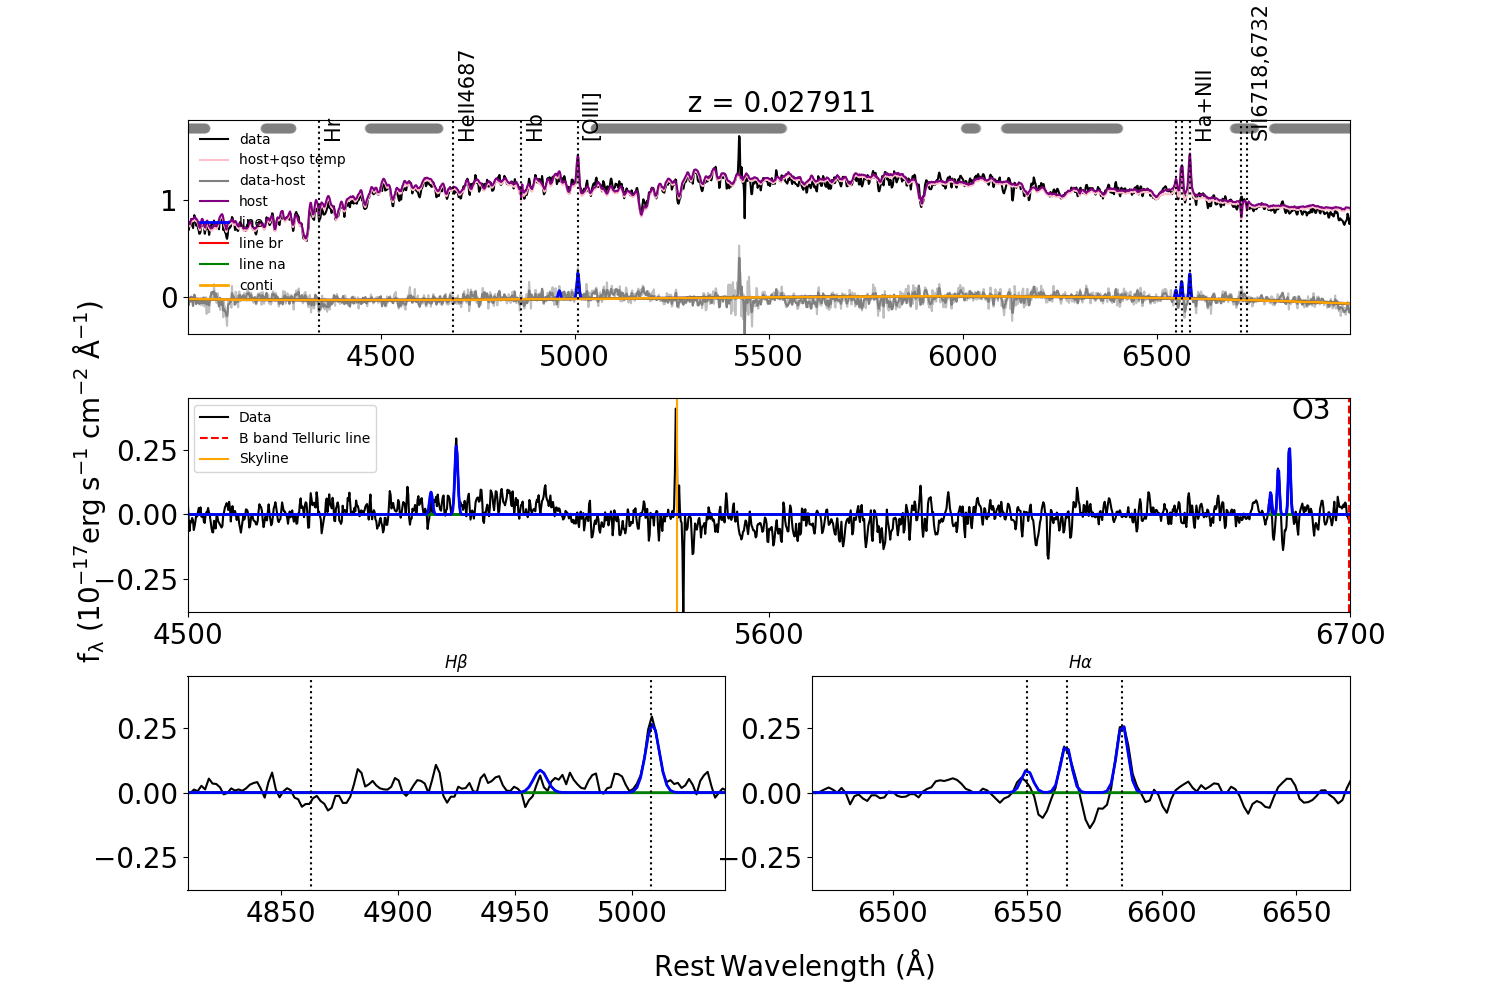 z = 0.027911
Hr
HeII4687
Hb
[OIII]
Ha+NII
SII6718,6732
data
host+qso temp
data-host
host
line
line br
line na
conti
1
0
4500 5000 5500 6000 6500
O3
Data
B band Telluric line
Skyline
0.25
0.00
−0.25
4500 5600 6700
fλ (10⁻¹⁷erg s⁻¹ cm⁻² Å⁻¹)
Hβ
0.25
0.00
−0.25
4850 4900 4950 5000
Hα
0.25
0.00
−0.25
6500 6550 6600 6650
Rest Wavelength (Å)